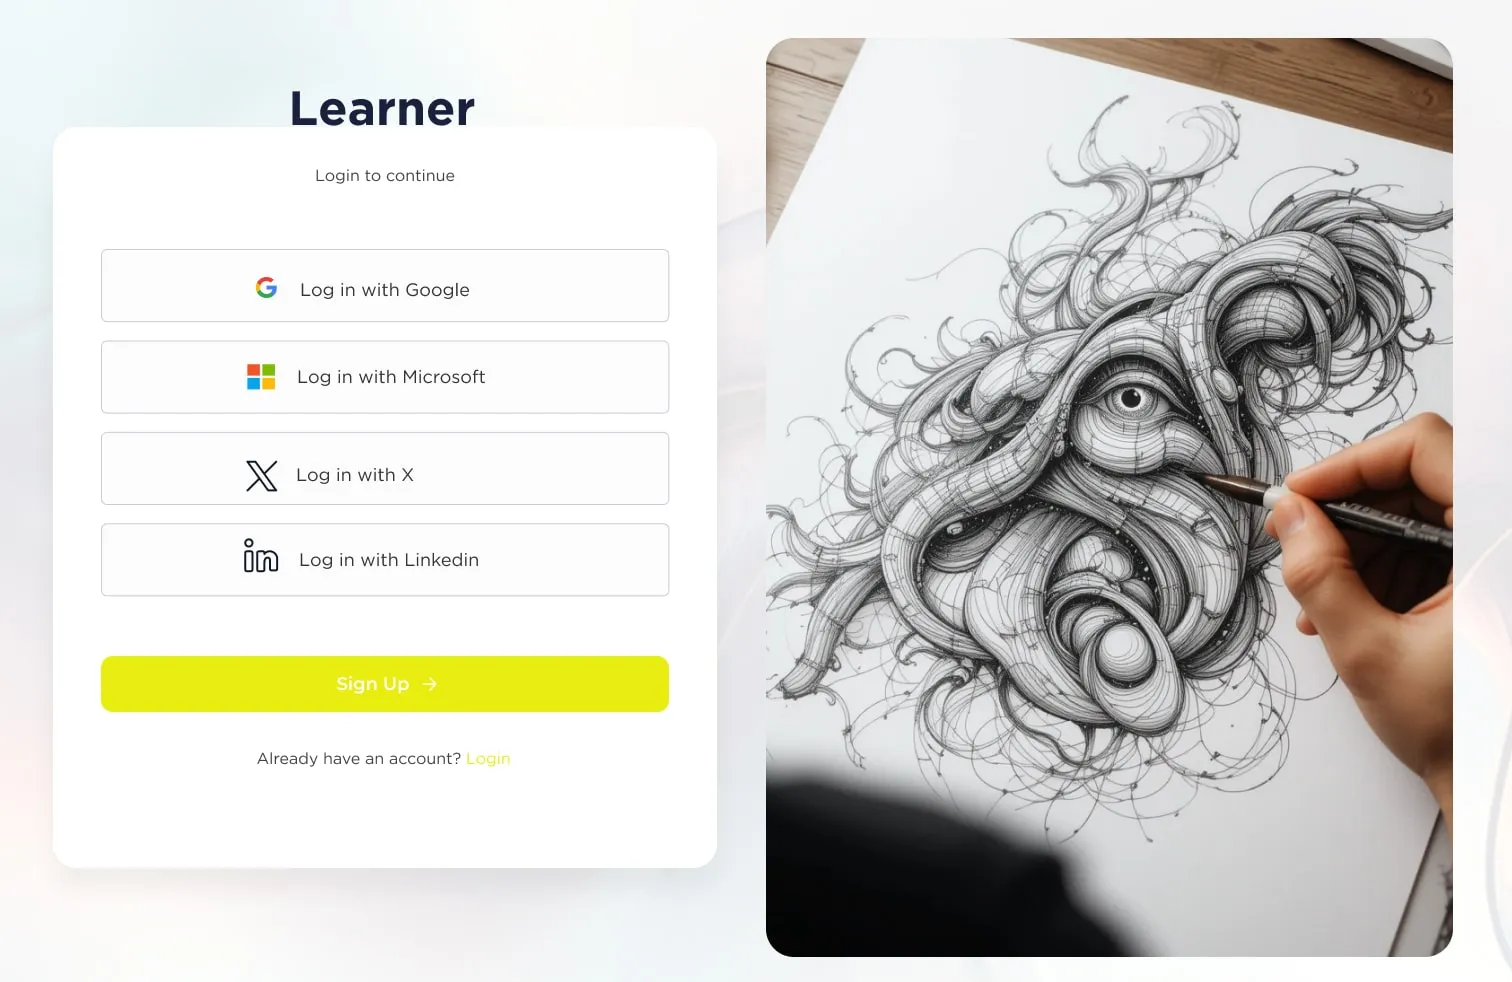 Learner
Login to continue
Log in with Google
Log in with Microsoft
Log in with X
Log in with Linkedin
Sign Up →
Already have an account? Login